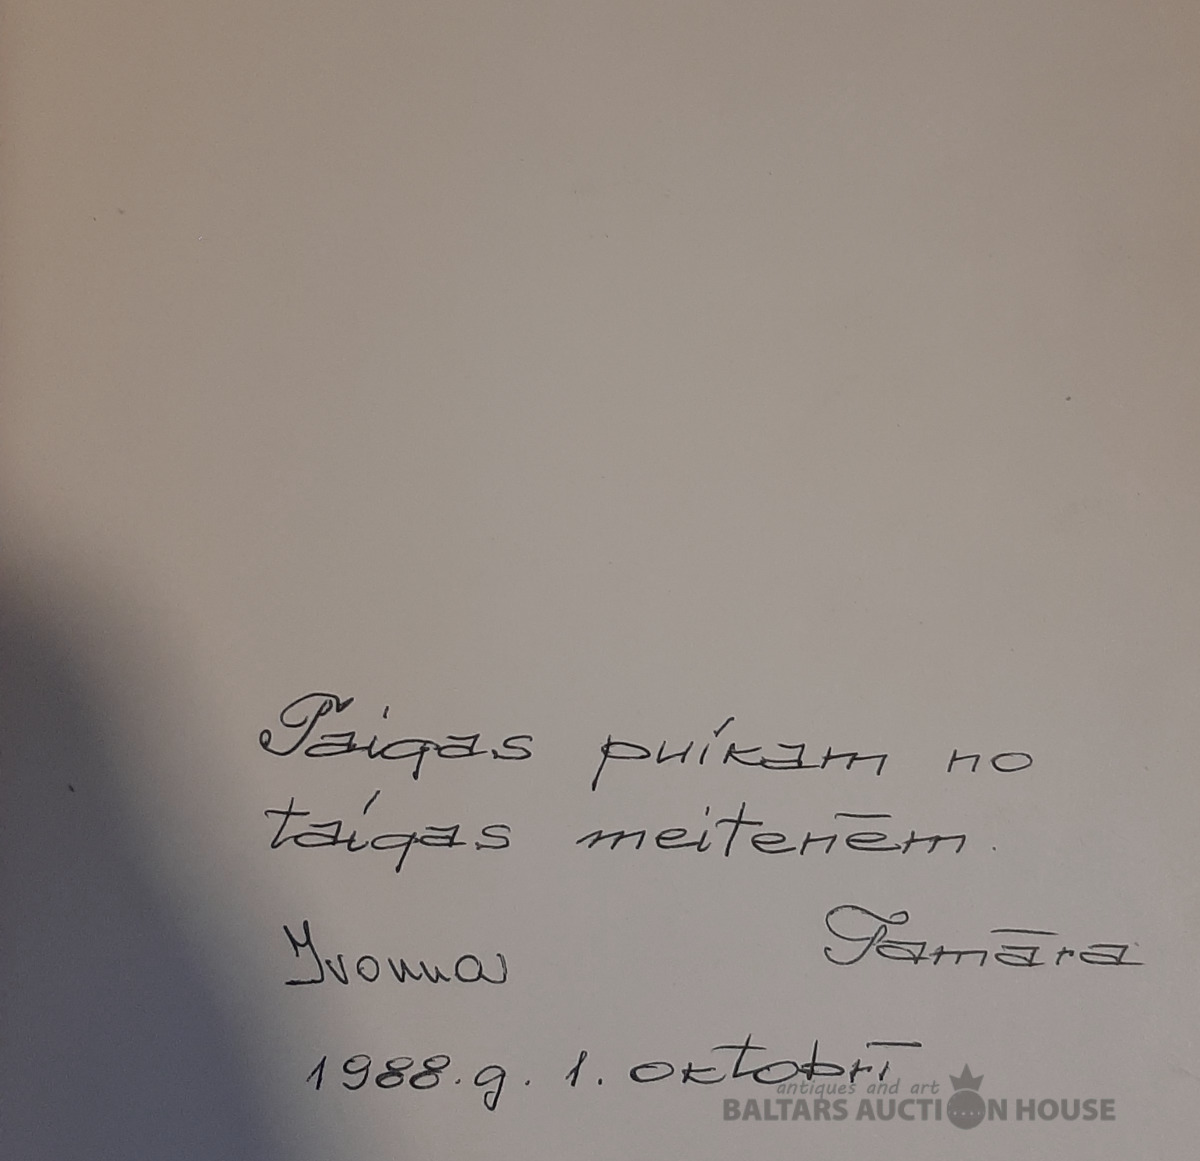 Taigas puikam no
taigas meitenēm.
Ivonna Tamāra
1988. g. 1. oktobrī
antiques and art
BALTARS AUCTION HOUSE